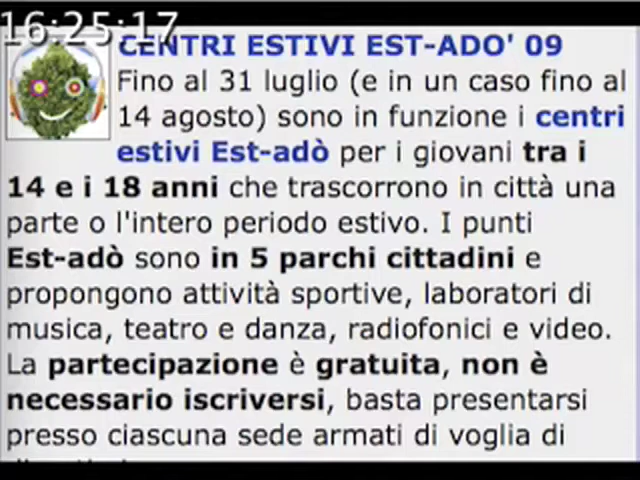 16:25:17
CENTRI ESTIVI EST-ADO' 09
Fino al 31 luglio (e in un caso fino al
14 agosto) sono in funzione i centri
estivi Est-adò per i giovani tra i
14 e i 18 anni che trascorrono in città una
parte o l'intero periodo estivo. I punti
Est-adò sono in 5 parchi cittadini e
propongono attività sportive, laboratori di
musica, teatro e danza, radiofonici e video.
La partecipazione è gratuita, non è
necessario iscriversi, basta presentarsi
presso ciascuna sede armati di voglia di